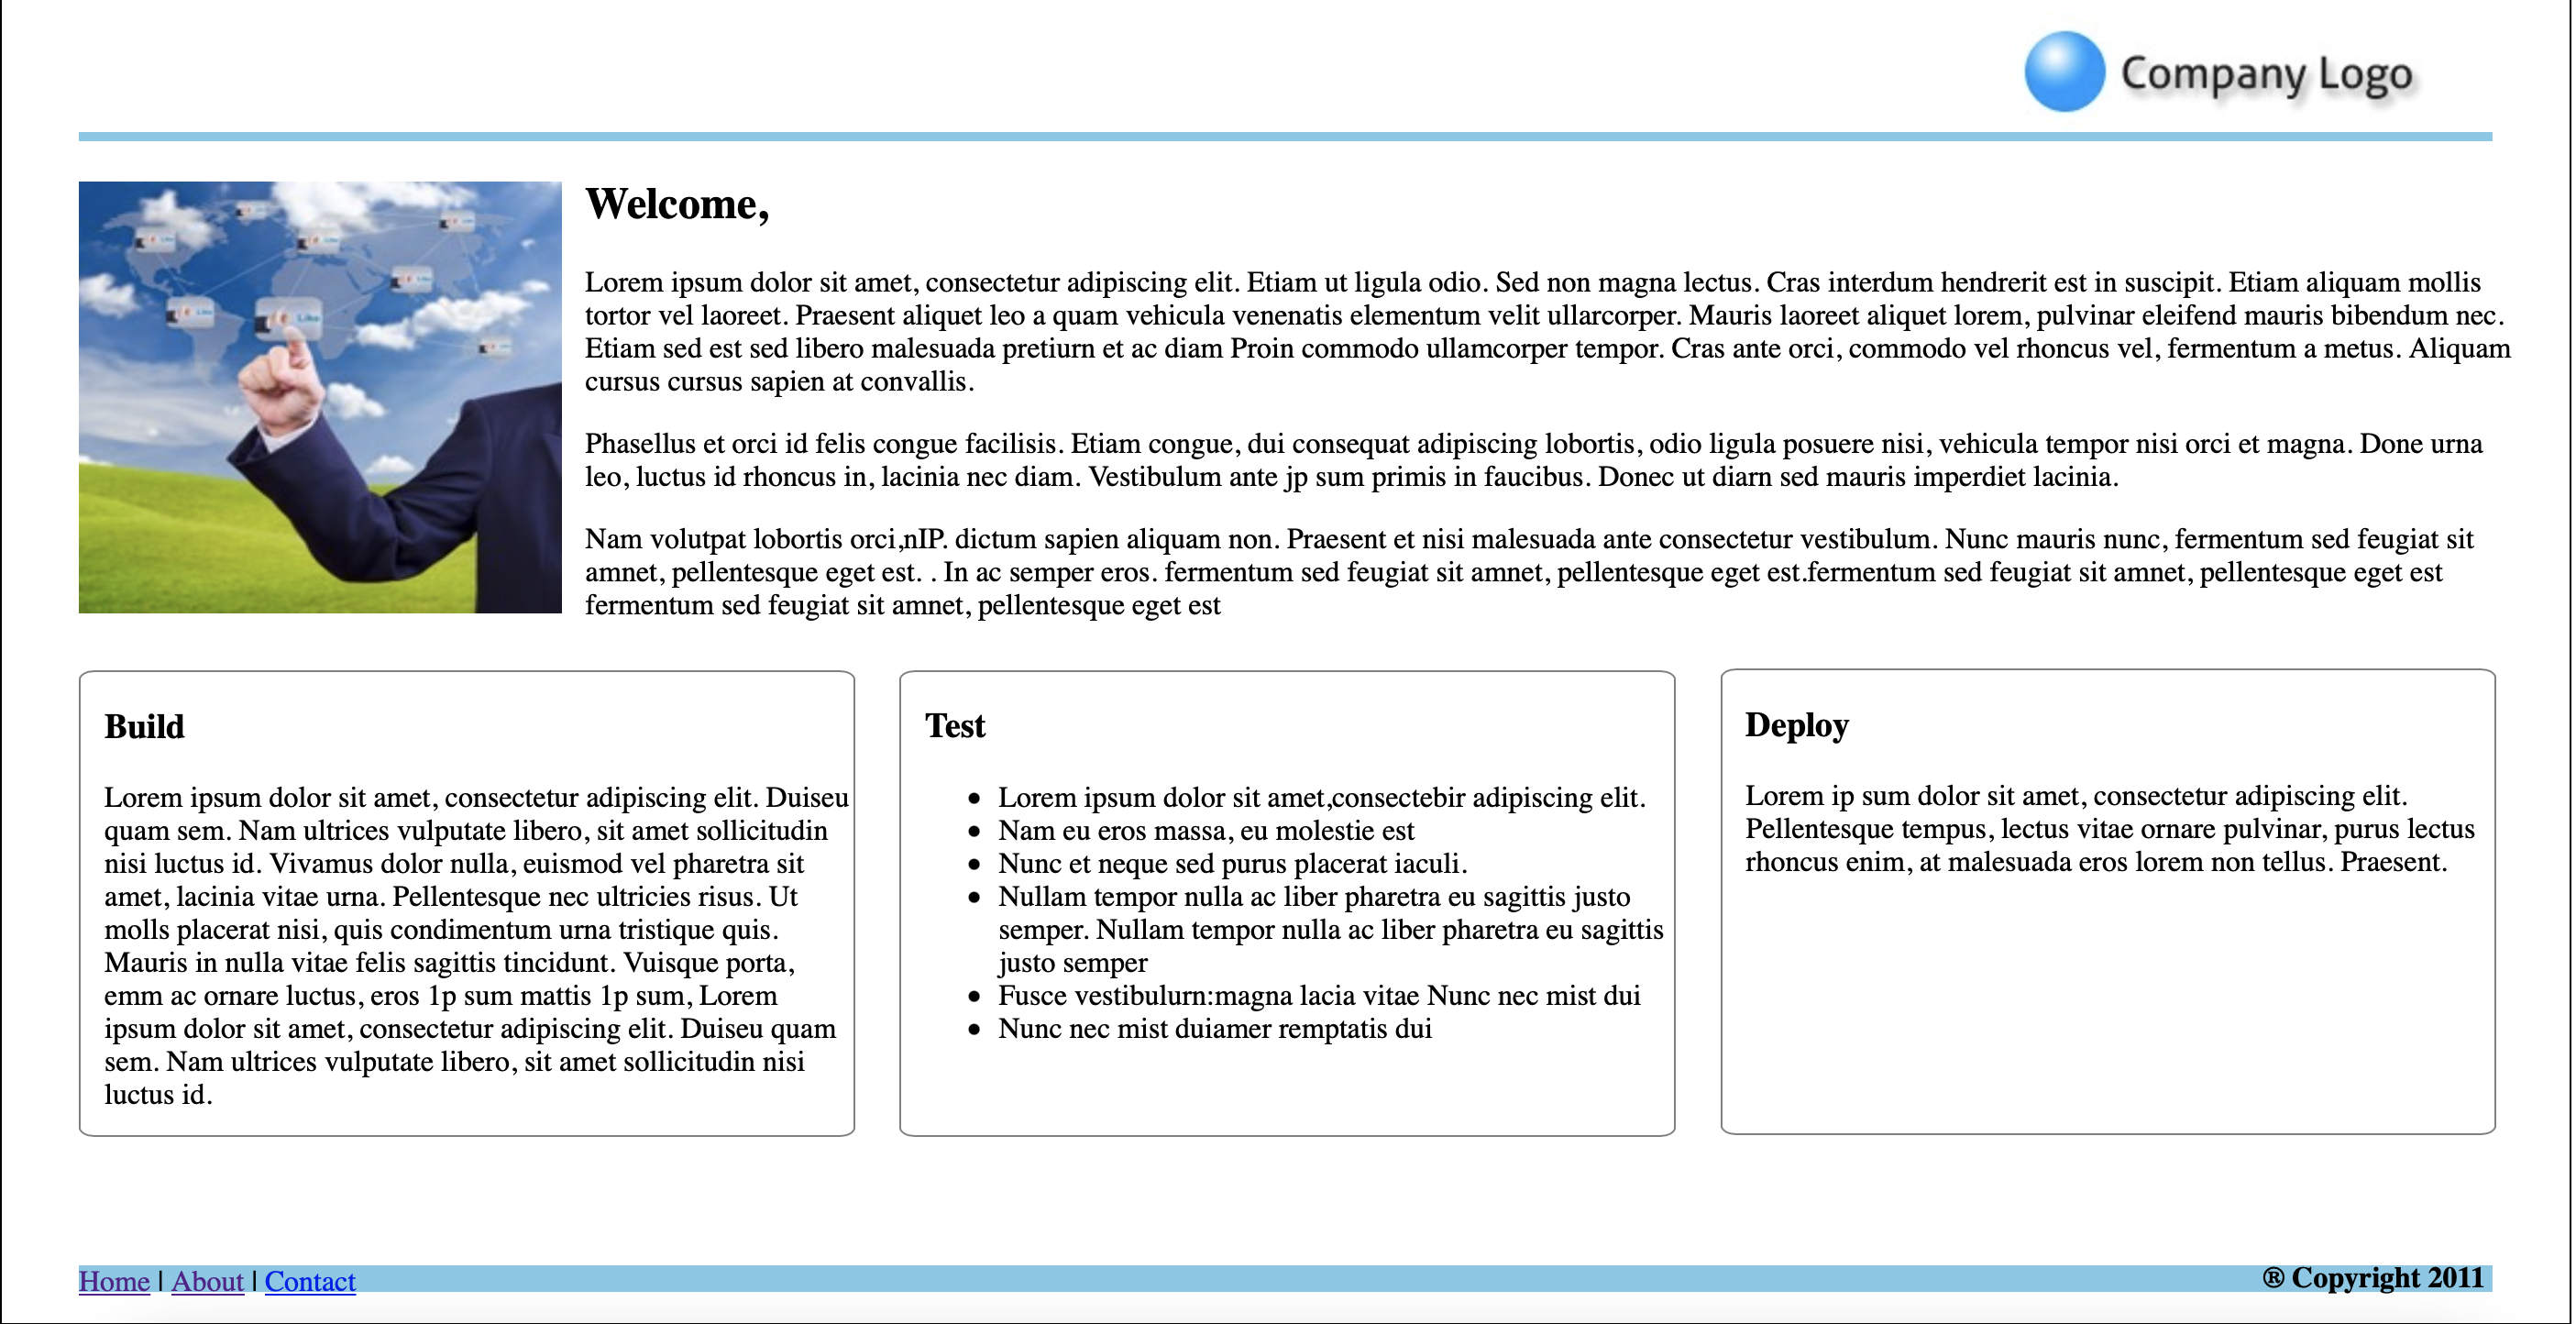 Company Logo
Like
Like
Like
Like
Welcome,
Lorem ipsum dolor sit amet, consectetur adipiscing elit. Etiam ut ligula odio. Sed non magna lectus. Cras interdum hendrerit est in suscipit. Etiam aliquam mollis
tortor vel laoreet. Praesent aliquet leo a quam vehicula venenatis elementum velit ullarcorper. Mauris laoreet aliquet lorem, pulvinar eleifend mauris bibendum nec.
Etiam sed est sed libero malesuada pretiurn et ac diam Proin commodo ullamcorper tempor. Cras ante orci, commodo vel rhoncus vel, fermentum a metus. Aliquam
cursus cursus sapien at convallis.
Phasellus et orci id felis congue facilisis. Etiam congue, dui consequat adipiscing lobortis, odio ligula posuere nisi, vehicula tempor nisi orci et magna. Done urna
leo, luctus id rhoncus in, lacinia nec diam. Vestibulum ante jp sum primis in faucibus. Donec ut diarn sed mauris imperdiet lacinia.
Nam volutpat lobortis orci,nIP. dictum sapien aliquam non. Praesent et nisi malesuada ante consectetur vestibulum. Nunc mauris nunc, fermentum sed feugiat sit
amnet, pellentesque eget est. . In ac semper eros. fermentum sed feugiat sit amnet, pellentesque eget est.fermentum sed feugiat sit amnet, pellentesque eget est
fermentum sed feugiat sit amnet, pellentesque eget est
Build
Lorem ipsum dolor sit amet, consectetur adipiscing elit. Duiseu
quam sem. Nam ultrices vulputate libero, sit amet sollicitudin
nisi luctus id. Vivamus dolor nulla, euismod vel pharetra sit
amet, lacinia vitae urna. Pellentesque nec ultricies risus. Ut
molls placerat nisi, quis condimentum urna tristique quis.
Mauris in nulla vitae felis sagittis tincidunt. Vuisque porta,
emm ac ornare luctus, eros 1p sum mattis 1p sum, Lorem
ipsum dolor sit amet, consectetur adipiscing elit. Duiseu quam
sem. Nam ultrices vulputate libero, sit amet sollicitudin nisi
luctus id.
Test
• Lorem ipsum dolor sit amet,consectebir adipiscing elit.
• Nam eu eros massa, eu molestie est
• Nunc et neque sed purus placerat iaculi.
• Nullam tempor nulla ac liber pharetra eu sagittis justo
semper. Nullam tempor nulla ac liber pharetra eu sagittis
justo semper
• Fusce vestibulurn:magna lacia vitae Nunc nec mist dui
• Nunc nec mist duiamer remptatis dui
Deploy
Lorem ip sum dolor sit amet, consectetur adipiscing elit.
Pellentesque tempus, lectus vitae ornare pulvinar, purus lectus
rhoncus enim, at malesuada eros lorem non tellus. Praesent.
Home | About | Contact
® Copyright 2011